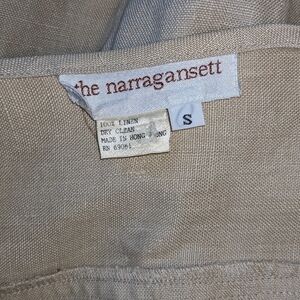 the narragansett
S
100% LINEN
DRY CLEAN
MADE IN HONG KONG
RN 69061